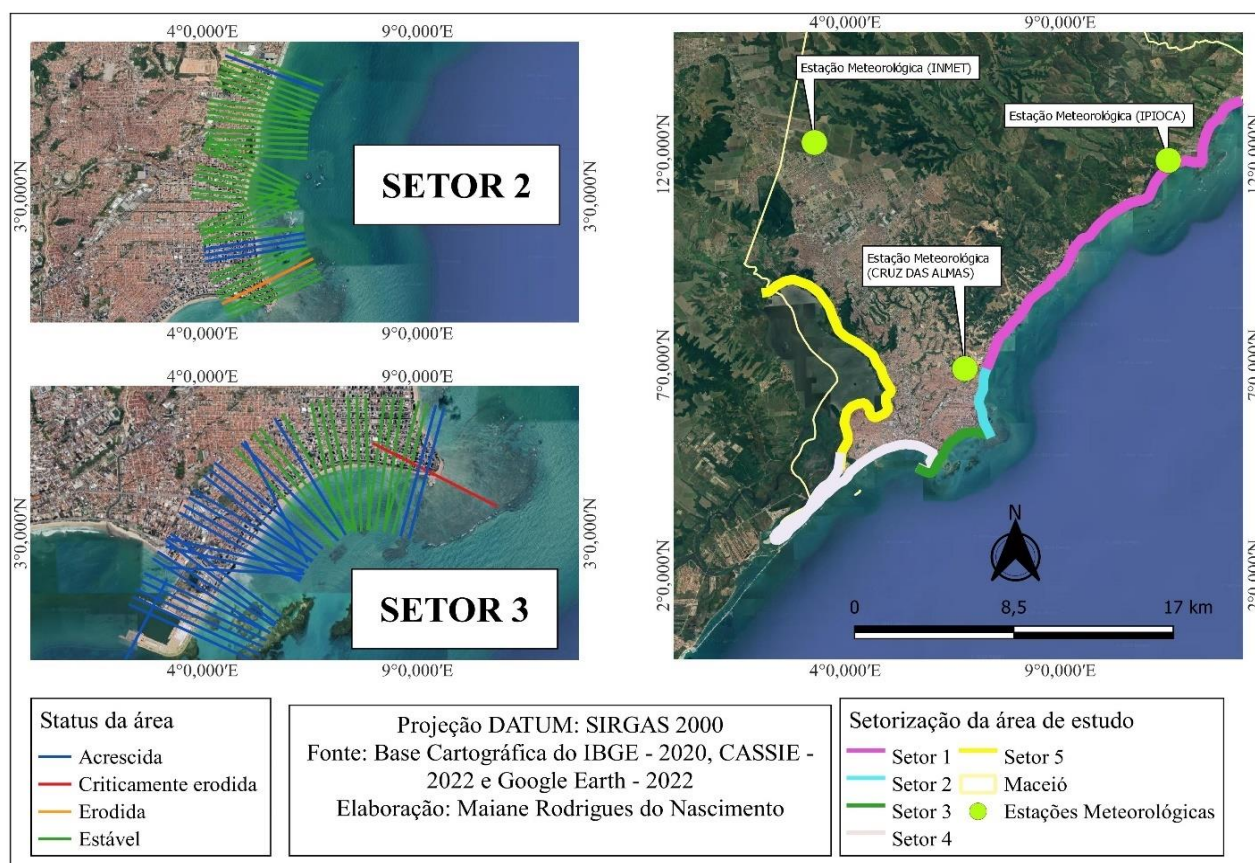 4°0,000'E 9°0,000'E
3°0,000'N
SETOR 2
3°0,000'N
4°0,000'E 9°0,000'E
4°0,000'E 9°0,000'E
3°0,000'N
SETOR 3
3°0,000'N
4°0,000'E 9°0,000'E
4°0,000'E 9°0,000'E
Estação Meteorológica (INMET)
Estação Meteorológica (IPIOCA)
12°0,000'N
12°0,000'N
Estação Meteorológica
(CRUZ DAS ALMAS)
7°0,000'N
7°0,000'N
2°0,000'N
2°0,000'N
N
0 8,5 17 km
4°0,000'E 9°0,000'E
Status da área
Acrescida
Criticamente erodida
Erodida
Estável
Projeção DATUM: SIRGAS 2000
Fonte: Base Cartográfica do IBGE - 2020, CASSIE -
2022 e Google Earth - 2022
Elaboração: Maiane Rodrigues do Nascimento
Setorização da área de estudo
Setor 1 Setor 5
Setor 2 Maceió
Setor 3 Estações Meteorológicas
Setor 4